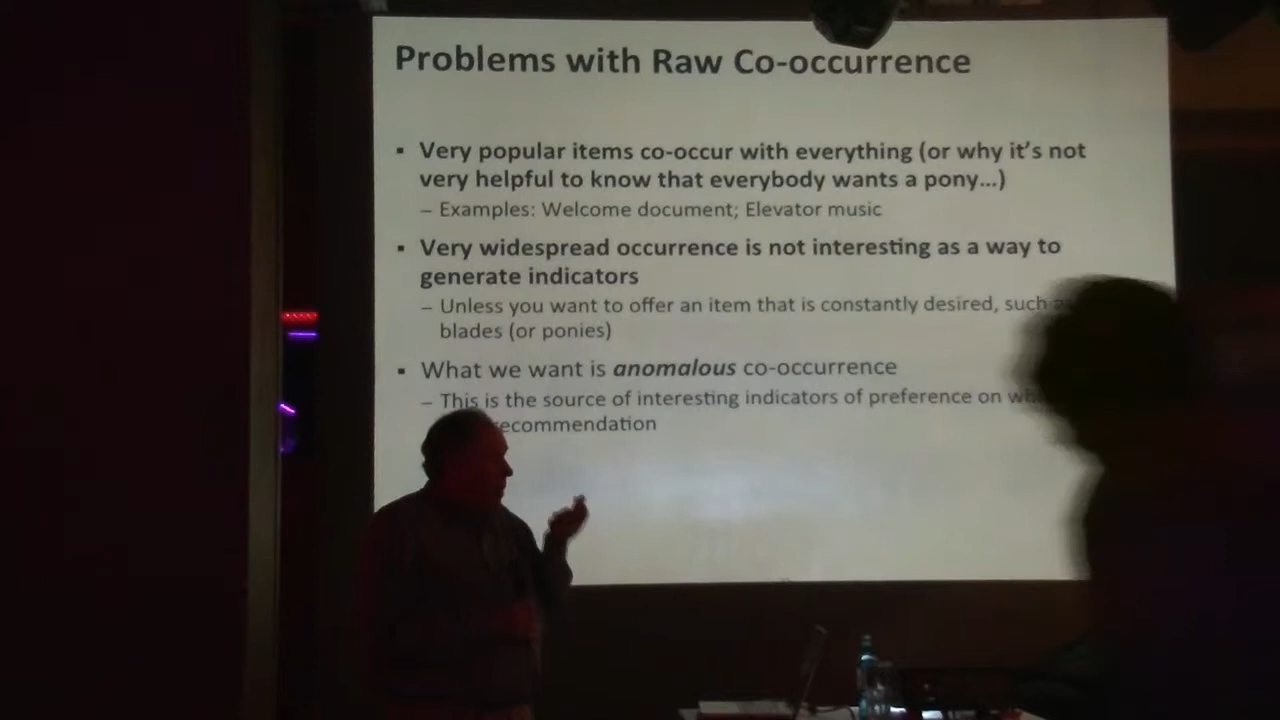 Problems with Raw Co-occurrence
▪ Very popular items co-occur with everything (or why it's not
very helpful to know that everybody wants a pony…)
– Examples: Welcome document; Elevator music
▪ Very widespread occurrence is not interesting as a way to
generate indicators
– Unless you want to offer an item that is constantly desired, such
blades (or ponies)
▪ What we want is anomalous co-occurrence
– This is the source of interesting indicators of preference on
ecommendation